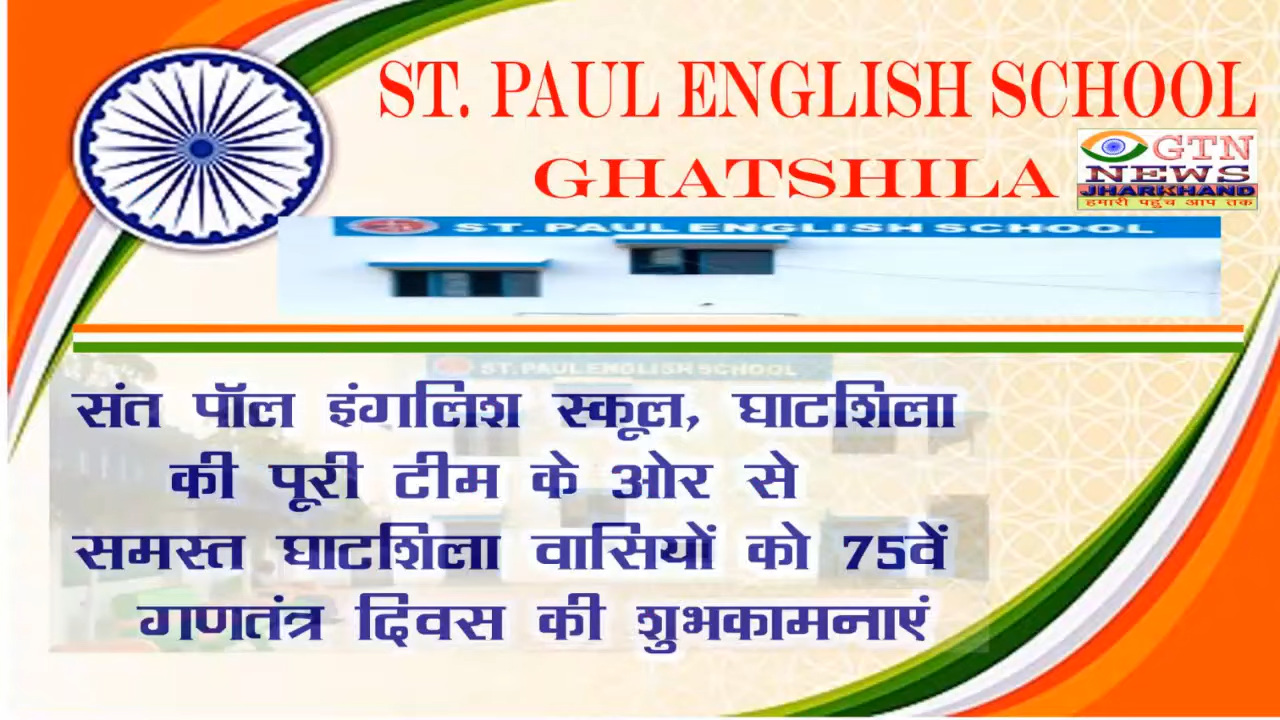 ST. PAUL ENGLISH SCHOOL
GHATSHILA
GTN
NEWS
JHARKHAND
हमारी पहुंच आप तक
ST. PAUL ENGLISH SCHOOL
ST. PAUL ENGLISH SCHOOL
संत पॉल इंगलिश स्कूल, घाटशिला
की पूरी टीम के ओर से
समस्त घाटशिला वासियों को 75वें
गणतंत्र दिवस की शुभकामनाएं